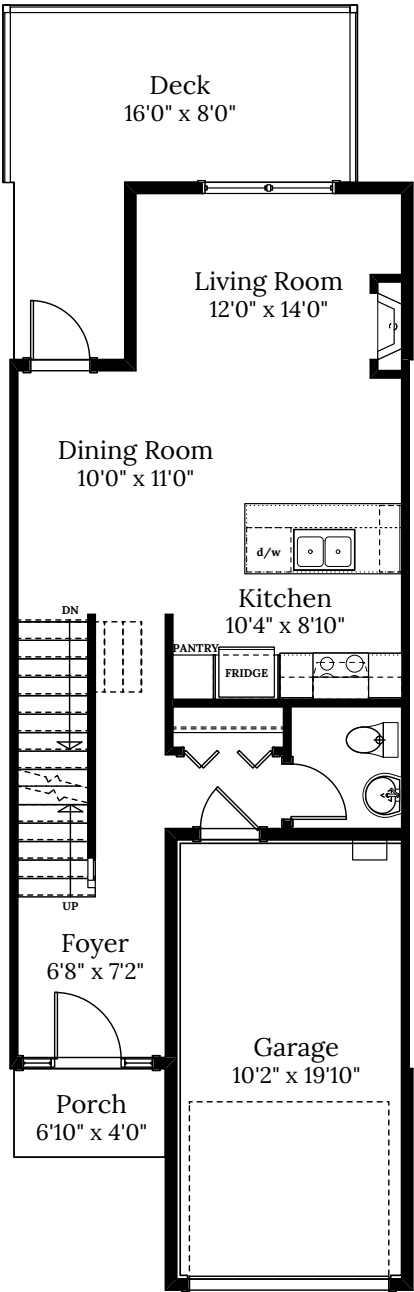 Deck
16'0" x 8'0"
Living Room
12'0" x 14'0"
Dining Room
10'0" x 11'0"
d/w
Kitchen
10'4" x 8'10"
DN
PANTRY
FRIDGE
UP
Foyer
6'8" x 7'2"
Garage
10'2" x 19'10"
Porch
6'10" x 4'0"